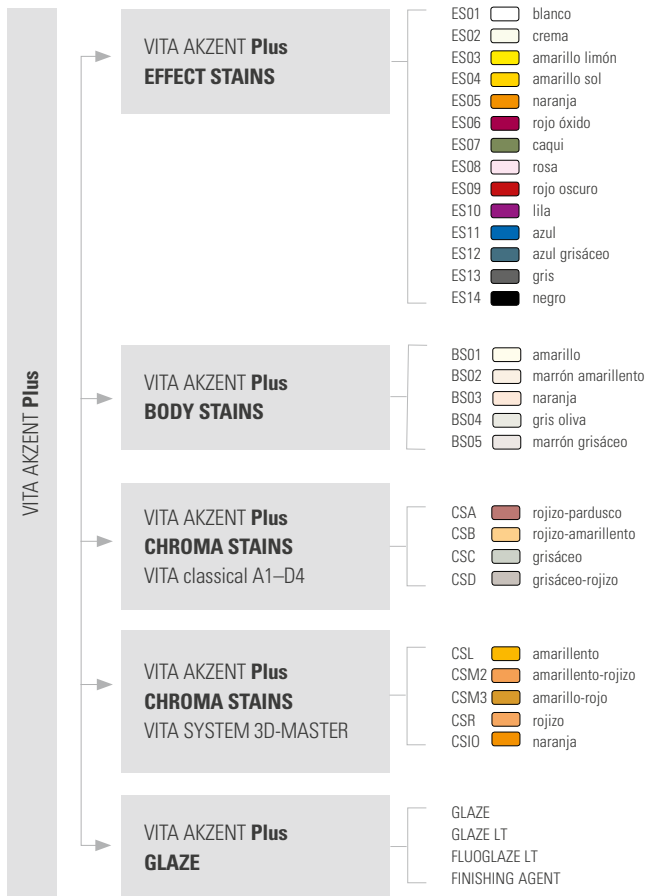 VITA AKZENT Plus
VITA AKZENT Plus
EFFECT STAINS
ES01 blanco
ES02 crema
ES03 amarillo limón
ES04 amarillo sol
ES05 naranja
ES06 rojo óxido
ES07 caqui
ES08 rosa
ES09 rojo oscuro
ES10 lila
ES11 azul
ES12 azul grisáceo
ES13 gris
ES14 negro
VITA AKZENT Plus
BODY STAINS
BS01 amarillo
BS02 marrón amarillento
BS03 naranja
BS04 gris oliva
BS05 marrón grisáceo
VITA AKZENT Plus
CHROMA STAINS
VITA classical A1–D4
CSA rojizo-pardusco
CSB rojizo-amarillento
CSC grisáceo
CSD grisáceo-rojizo
VITA AKZENT Plus
CHROMA STAINS
VITA SYSTEM 3D-MASTER
CSL amarillento
CSM2 amarillento-rojizo
CSM3 amarillo-rojo
CSR rojizo
CSIO naranja
VITA AKZENT Plus
GLAZE
GLAZE
GLAZE LT
FLUOGLAZE LT
FINISHING AGENT